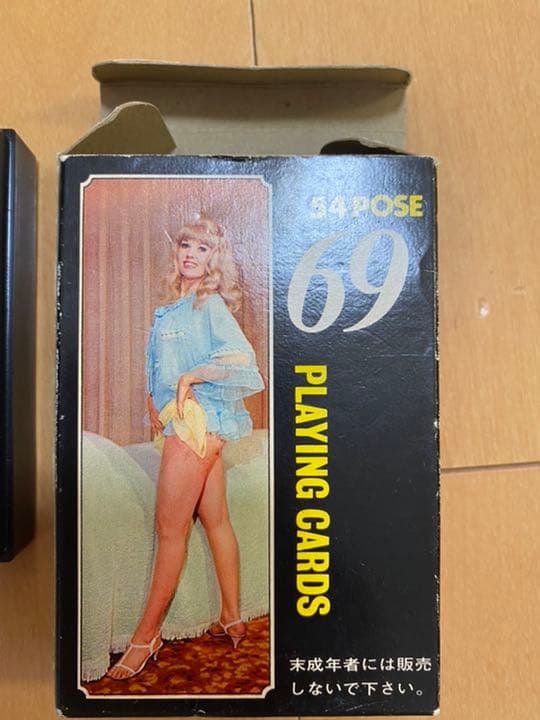 54 POSE
69
PLAYING CARDS
末成年者には販売
しないで下さい。